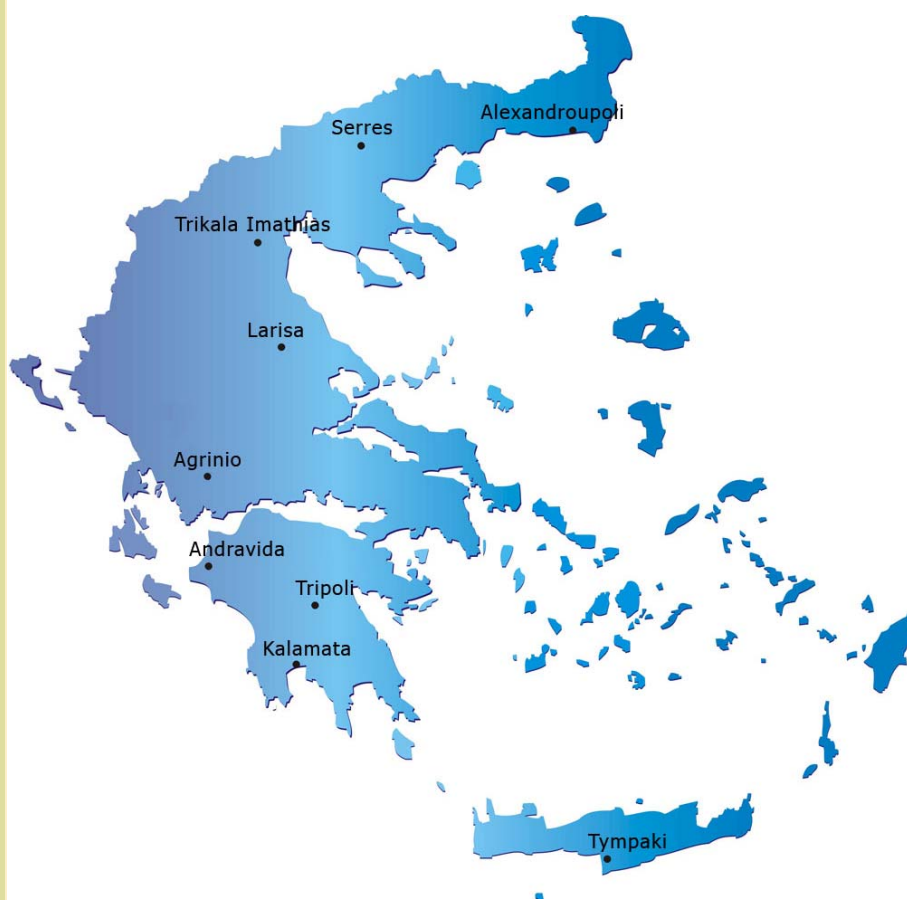 Alexandroupoli
Serres
Trikala Imathias
Larisa
Agrinio
Andravida
Tripoli
Kalamata
Tympaki